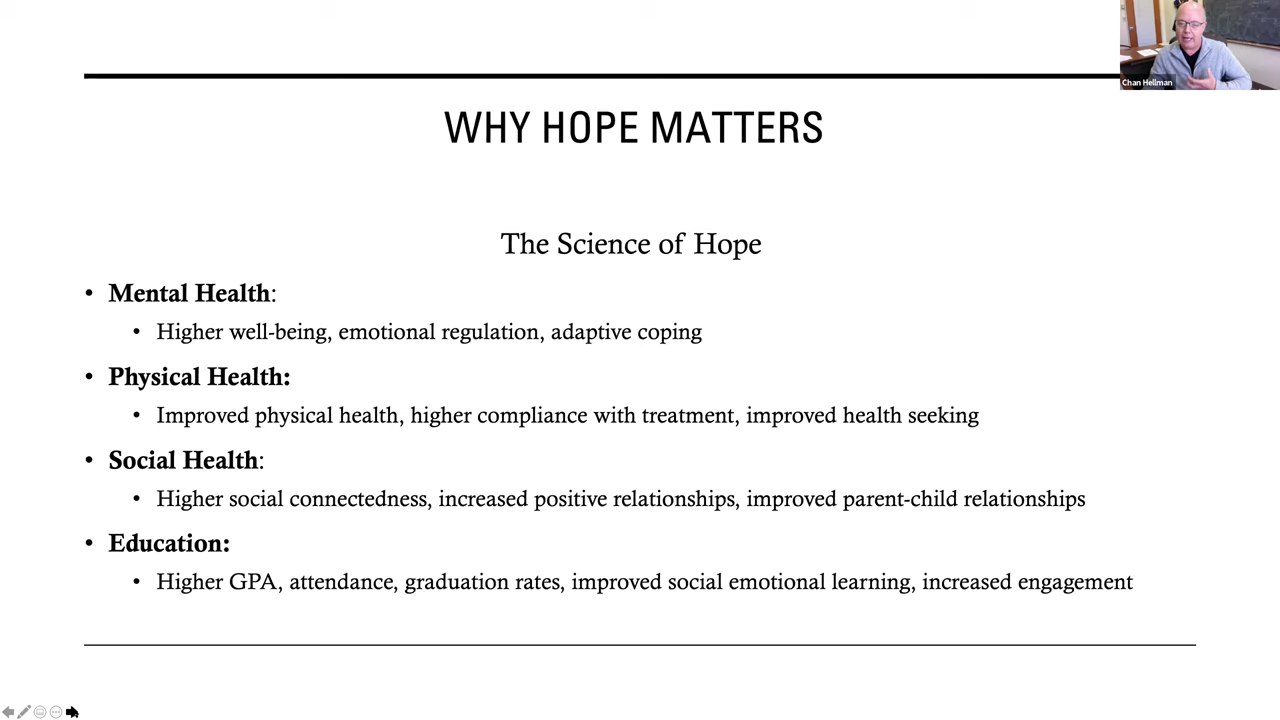 Chan Hellman
WHY HOPE MATTERS
The Science of Hope
• Mental Health:
• Higher well-being, emotional regulation, adaptive coping
• Physical Health:
• Improved physical health, higher compliance with treatment, improved health seeking
• Social Health:
• Higher social connectedness, increased positive relationships, improved parent-child relationships
• Education:
• Higher GPA, attendance, graduation rates, improved social emotional learning, increased engagement